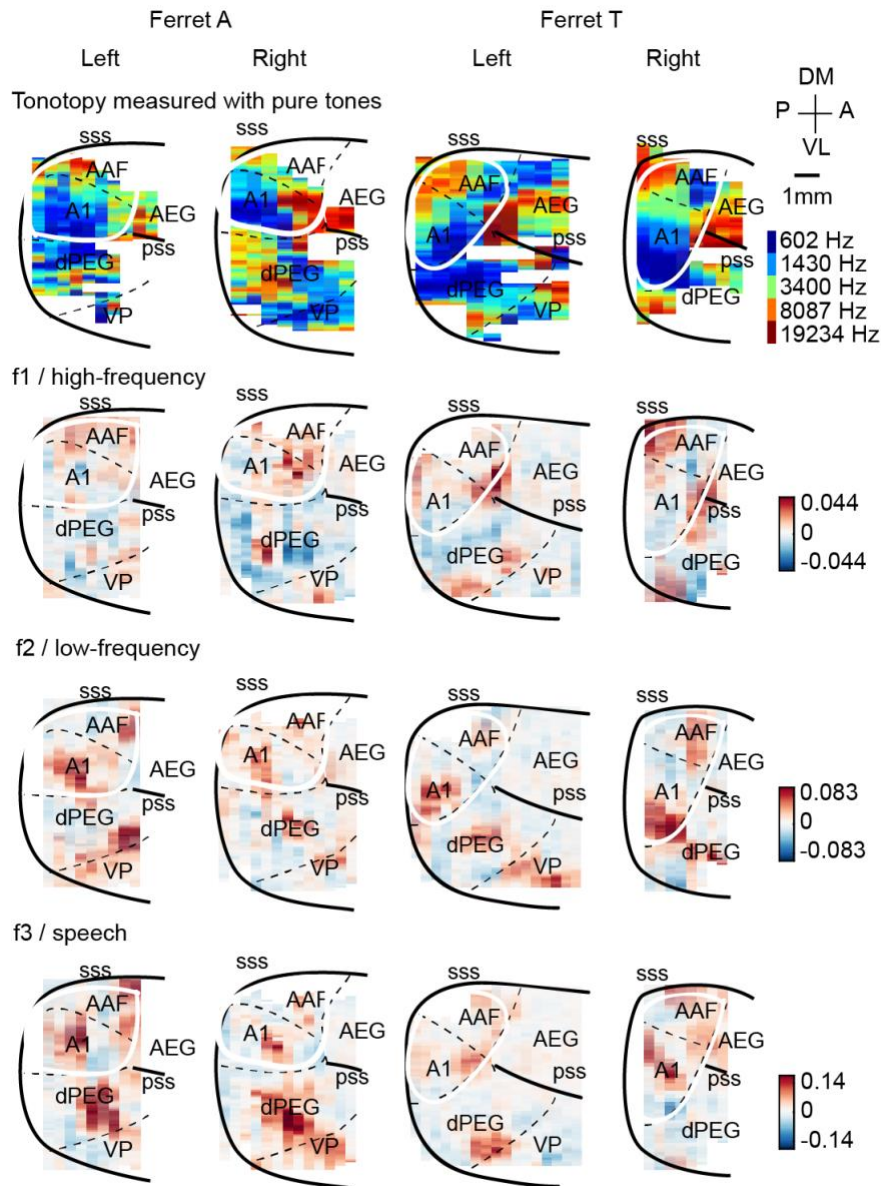 Ferret A Ferret T
Left Right Left Right
DM
P A
VL
1mm
Tonotopy measured with pure tones
sss sss sss sss
AAF AAF AAF AAF
A1 A1 A1 A1
AEG AEG AEG
pss pss pss
dPEG dPEG dPEG dPEG
VP VP VP
602 Hz
1430 Hz
3400 Hz
8087 Hz
19234 Hz
f1 / high-frequency
sss sss sss sss
AAF AAF AAF AAF
A1 A1 A1 A1
AEG AEG AEG AEG
pss pss pss pss
dPEG dPEG dPEG dPEG
VP VP VP
0.044
0
-0.044
f2 / low-frequency
sss sss sss sss
AAF AAF AAF AAF
A1 A1 A1 A1
AEG AEG AEG AEG
pss pss pss pss
dPEG dPEG dPEG dPEG
VP VP VP
0.083
0
-0.083
f3 / speech
sss sss sss sss
AAF AAF AAF AAF
A1 A1 A1 A1
AEG AEG AEG AEG
pss pss pss pss
dPEG dPEG dPEG dPEG
VP VP VP
0.14
0
-0.14